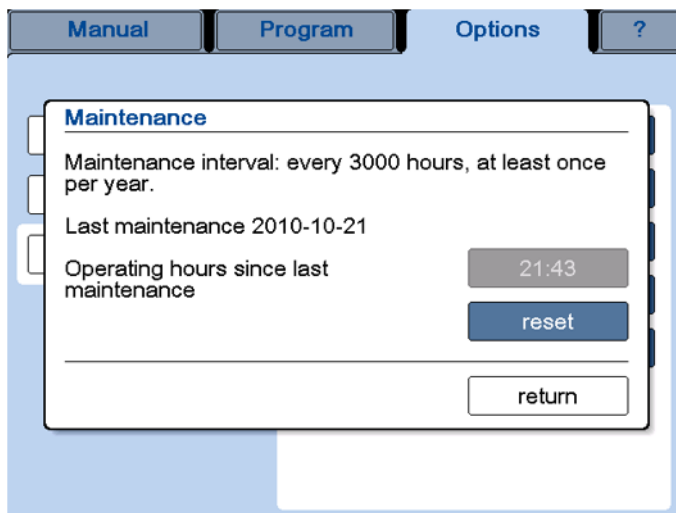 Manual Program Options ?
Maintenance
Maintenance interval: every 3000 hours, at least once
per year.
Last maintenance 2010-10-21
Operating hours since last
maintenance
21:43
reset
return